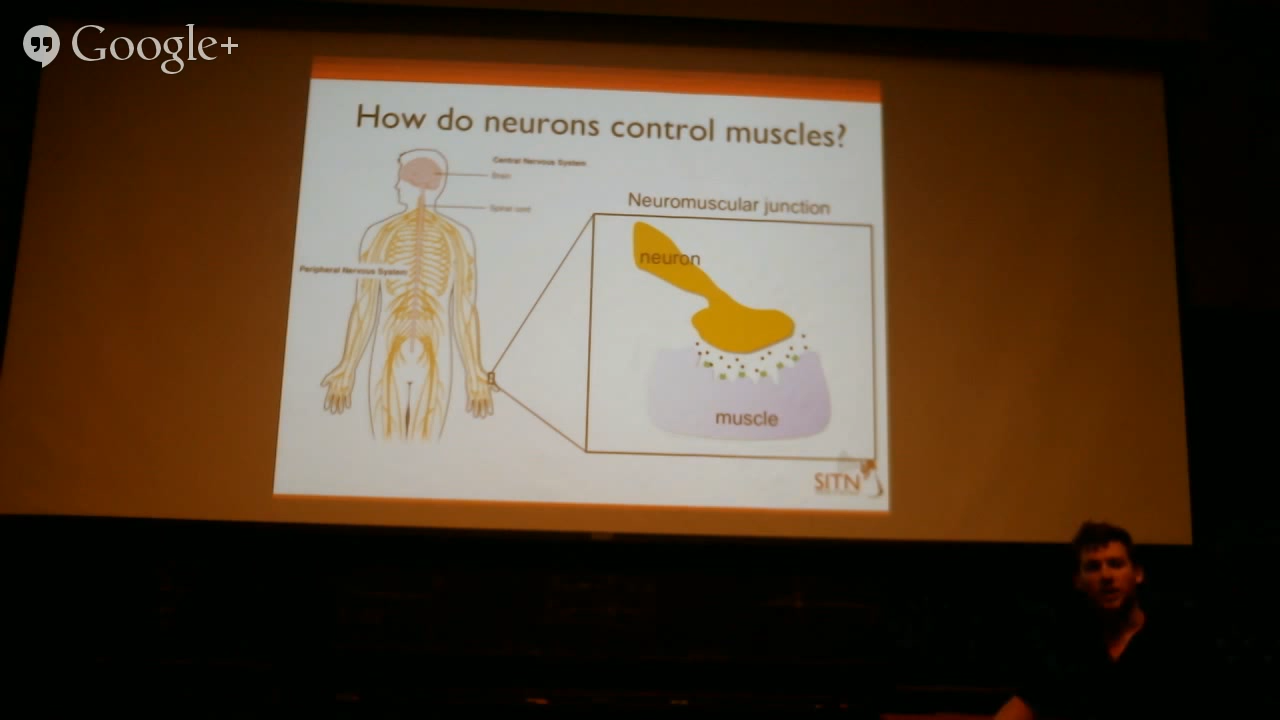 Google+
How do neurons control muscles?
Central Nervous System
Brain
Spinal cord
Neuromuscular junction
neuron
Peripheral Nervous System
muscle
SITN